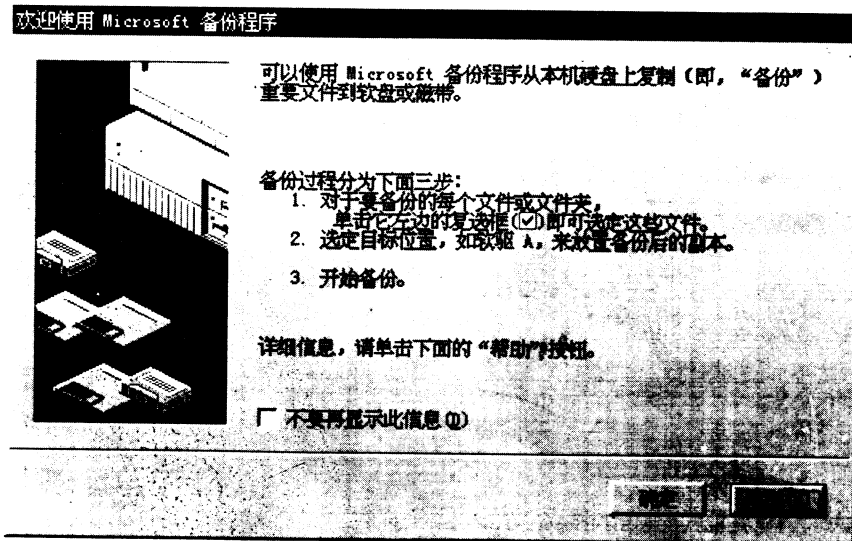 欢迎使用 Microsoft 备份程序
可以使用 Microsoft 备份程序从本机硬盘上复制（即，“备份”）
重要文件到软盘或磁带。
备份过程分为下面三步：
1. 对于要备份的每个文件或文件夹，
单击它左边的复选框(☑)即可选定这些文件。
2. 选定目标位置，如软驱 A，来放置备份后的副本。
3. 开始备份。
详细信息，请单击下面的“帮助”按钮。
不要再显示此信息(D)
确定